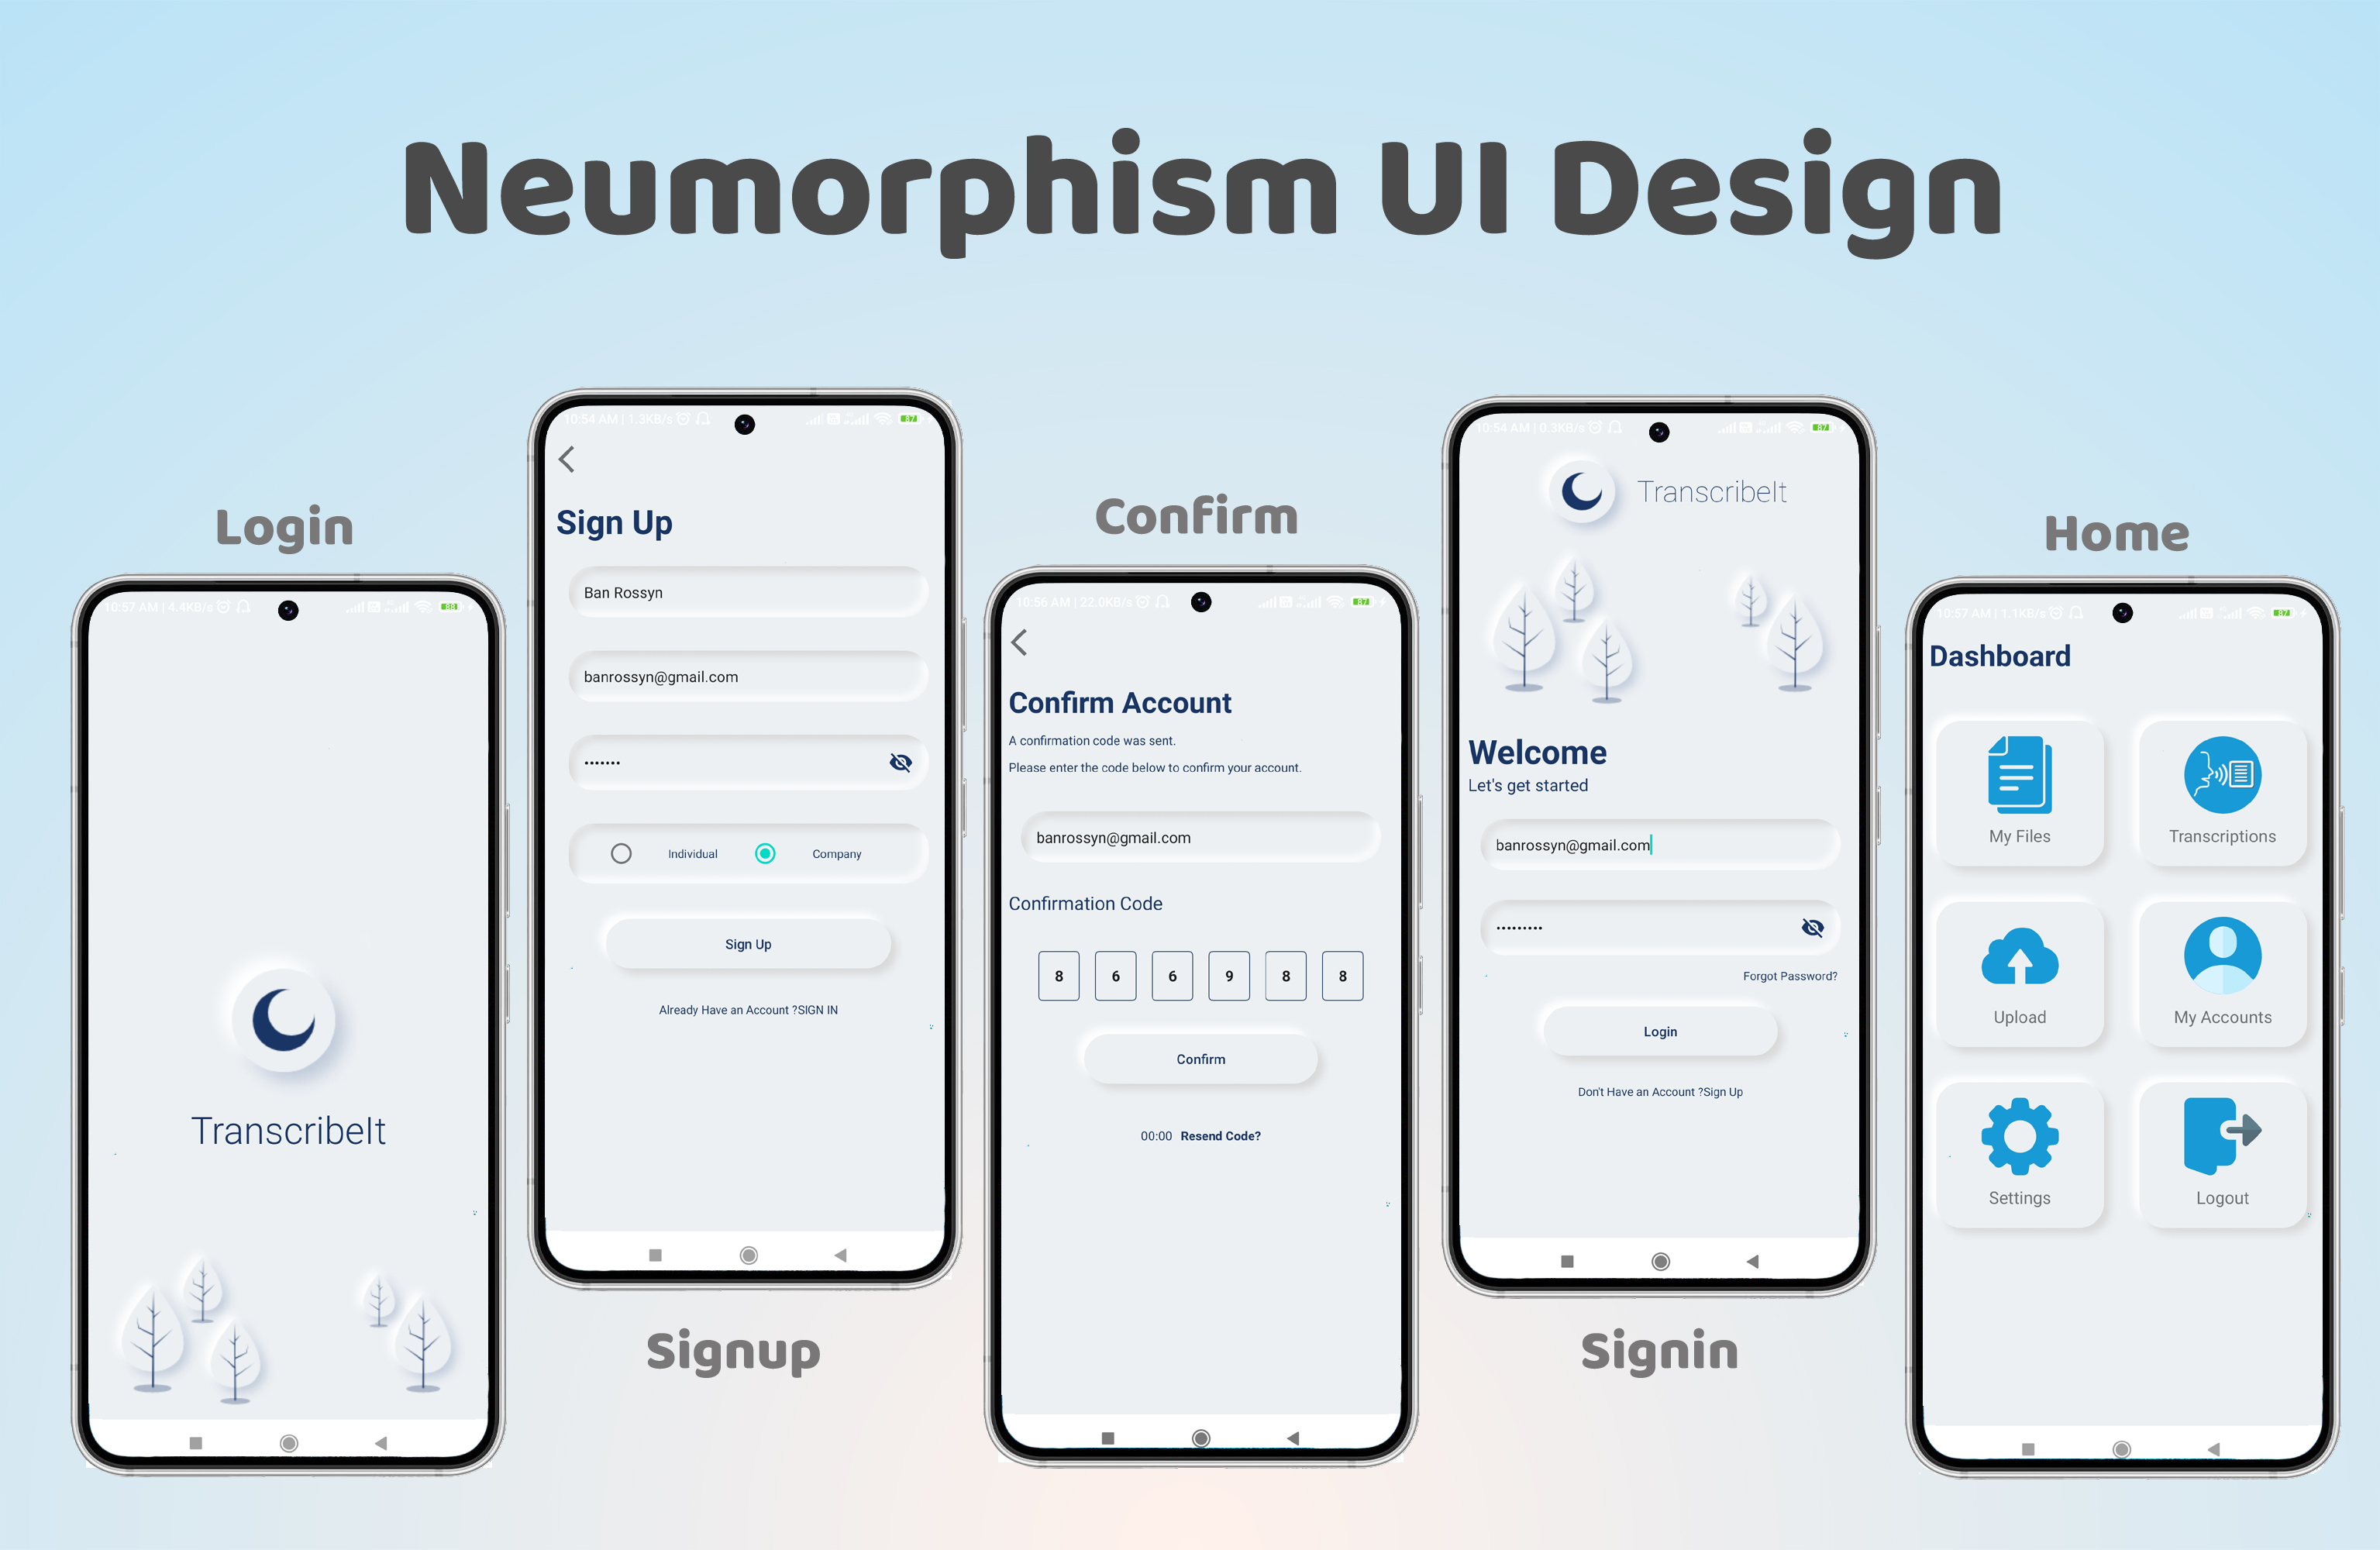 Neumorphism UI Design
Login
10:57 AM | 4.4KB/s
88
TranscribeIt
10:54 AM | 1.3KB/s
87
Sign Up
Ban Rossyn
banrossyn@gmail.com
•••••••
Individual
Company
Sign Up
Already Have an Account ?SIGN IN
Signup
Confirm
10:56 AM | 22.0KB/s
87
Confirm Account
A confirmation code was sent.
Please enter the code below to confirm your account.
banrossyn@gmail.com
Confirmation Code
8 6 6 9 8 8
Confirm
00:00 Resend Code?
10:54 AM | 0.3KB/s
87
TranscribeIt
Welcome
Let's get started
banrossyn@gmail.com
•••••••••
Forgot Password?
Login
Don't Have an Account ?Sign Up
Signin
Home
10:57 AM | 1.1KB/s
87
Dashboard
My Files
Transcriptions
Upload
My Accounts
Settings
Logout